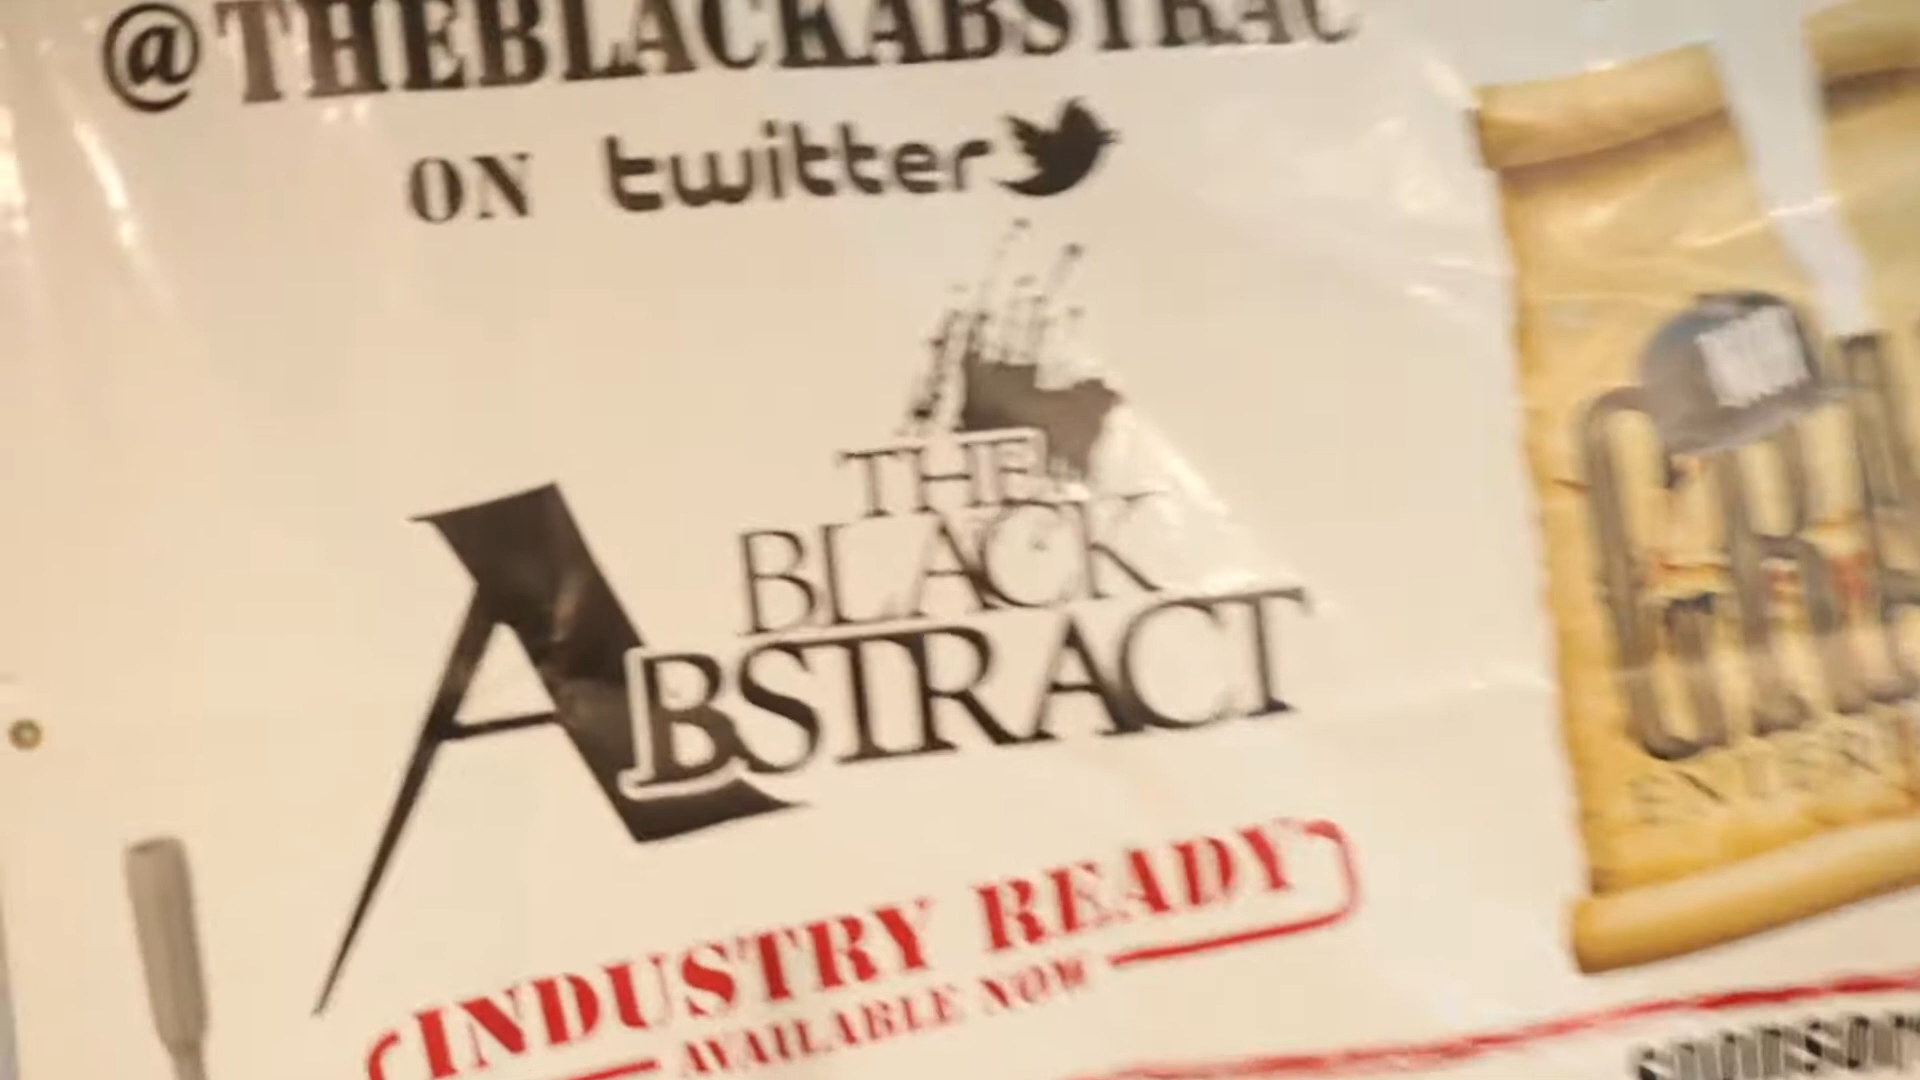 @THEBLACKABSTRAC
ON twitter
THE
BLACK
ABSTRACT
INDUSTRY READY
AVAILABLE NOW